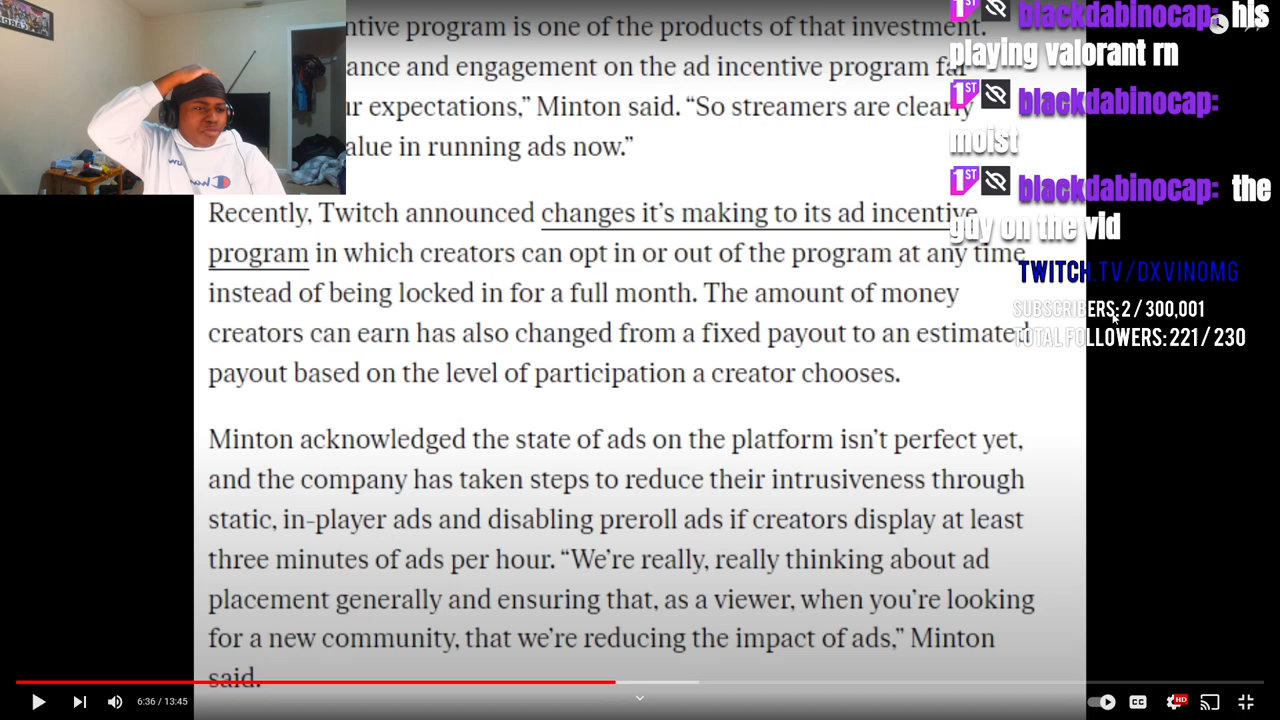 ntive program is one of the products of that investment.
ance and engagement on the ad incentive program far
ur expectations,” Minton said. “So streamers are clearly
alue in running ads now.”
Recently, Twitch announced changes it’s making to its ad incentive
program in which creators can opt in or out of the program at any time
instead of being locked in for a full month. The amount of money
creators can earn has also changed from a fixed payout to an estimated
payout based on the level of participation a creator chooses.
Minton acknowledged the state of ads on the platform isn’t perfect yet,
and the company has taken steps to reduce their intrusiveness through
static, in-player ads and disabling preroll ads if creators display at least
three minutes of ads per hour. “We’re really, really thinking about ad
placement generally and ensuring that, as a viewer, when you’re looking
for a new community, that we’re reducing the impact of ads,” Minton
said.
1ST blackdabinocap: his
playing valorant rn
1ST blackdabinocap:
moist
1ST blackdabinocap: the
guy on the vid
TWITCH.TV/DXVINOMG
SUBSCRIBERS: 2 / 300,001
TOTAL FOLLOWERS: 221 / 230
6:36 / 13:45
CC
HD